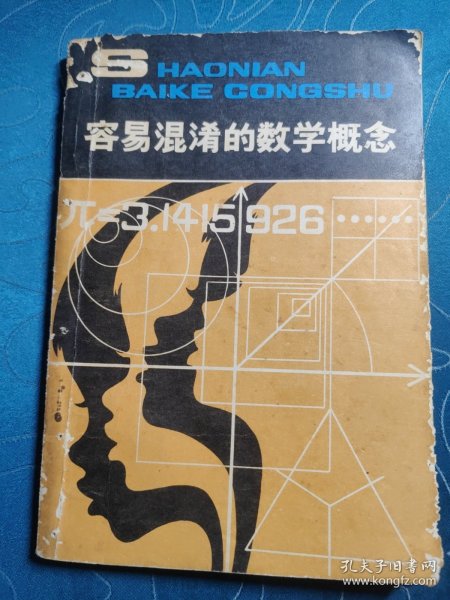 SHAONIAN
BAIKE CONGSHU
容易混淆的数学概念
π=3.1415926……
孔夫子旧书网
www.kongfz.com